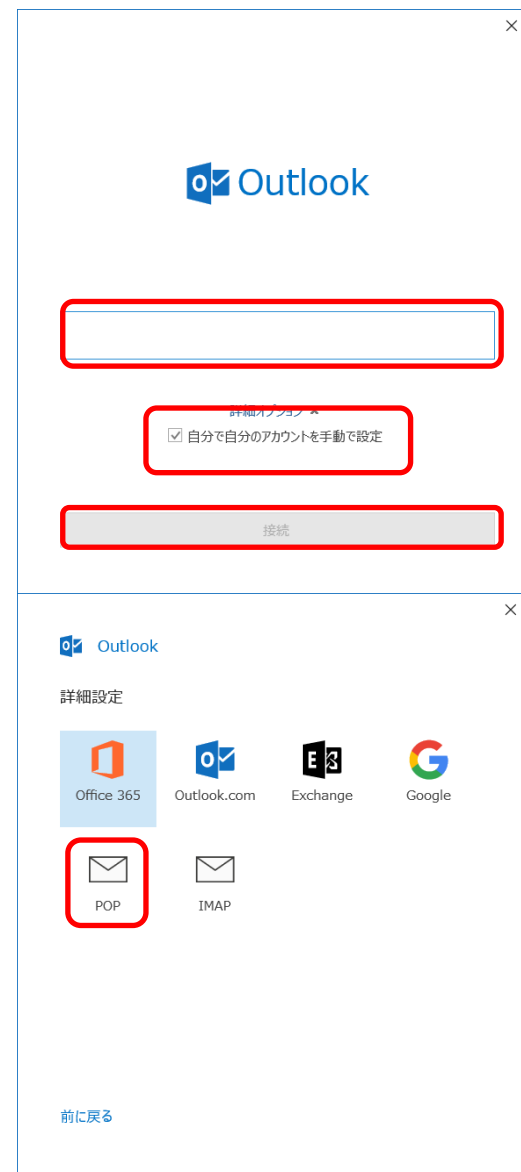 Outlook
詳細オプション
自分で自分のアカウントを手動で設定
接続
Outlook
詳細設定
Office 365
Outlook.com
Exchange
Google
POP
IMAP
前に戻る